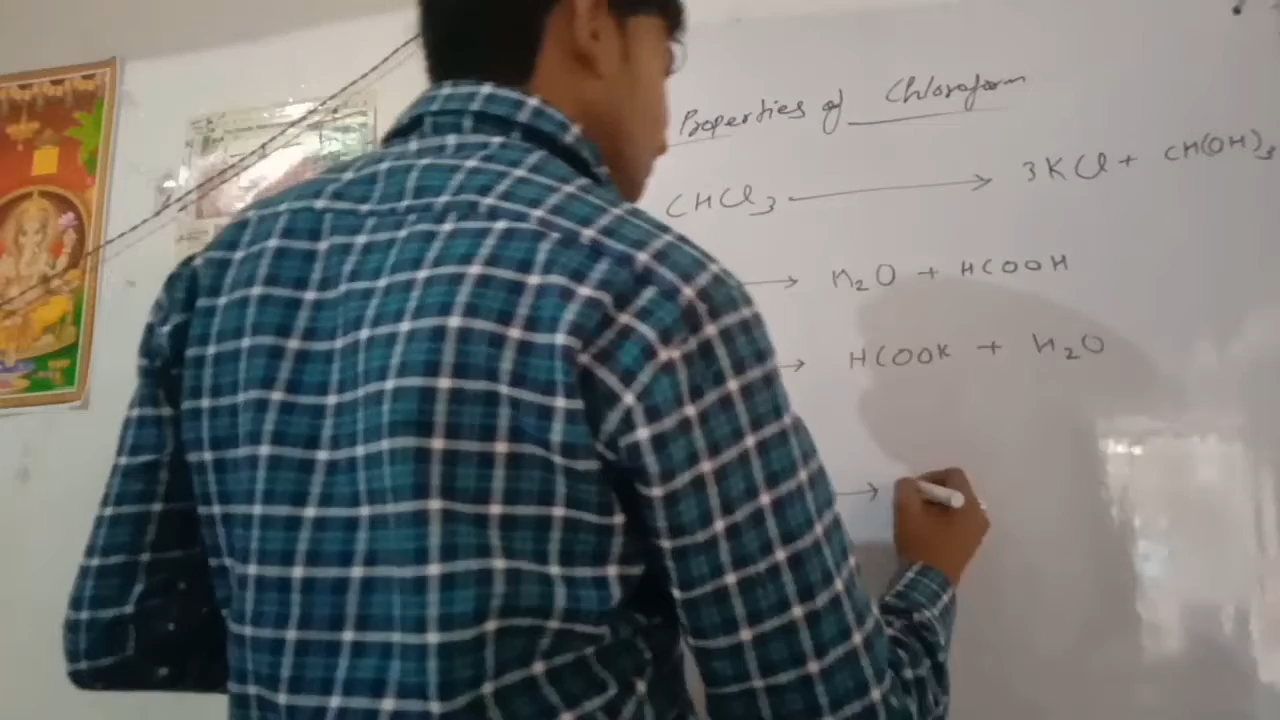 Properties of Chloroform
CHCl3 → 3KCl + CH(OH)3
→ H2O + HCOOH
→ HCOOK + H2O
→